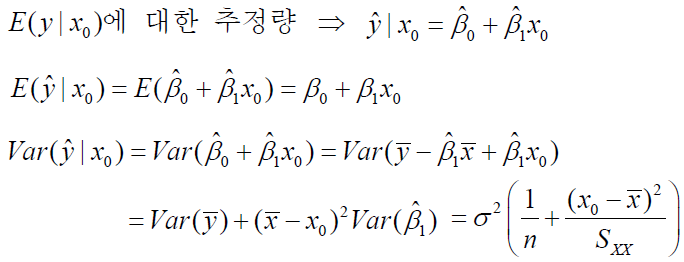 E(y | x₀)에 대한 추정량 ⇒ ŷ | x₀ = β̂₀ + β̂₁x₀
E(ŷ | x₀) = E(β̂₀ + β̂₁x₀) = β₀ + β₁x₀
Var(ŷ | x₀) = Var(β̂₀ + β̂₁x₀) = Var(ȳ − β̂₁x̄ + β̂₁x₀)
= Var(ȳ) + (x̄ − x₀)²Var(β̂₁) = σ²(1/n + (x₀ − x̄)²/S_XX)